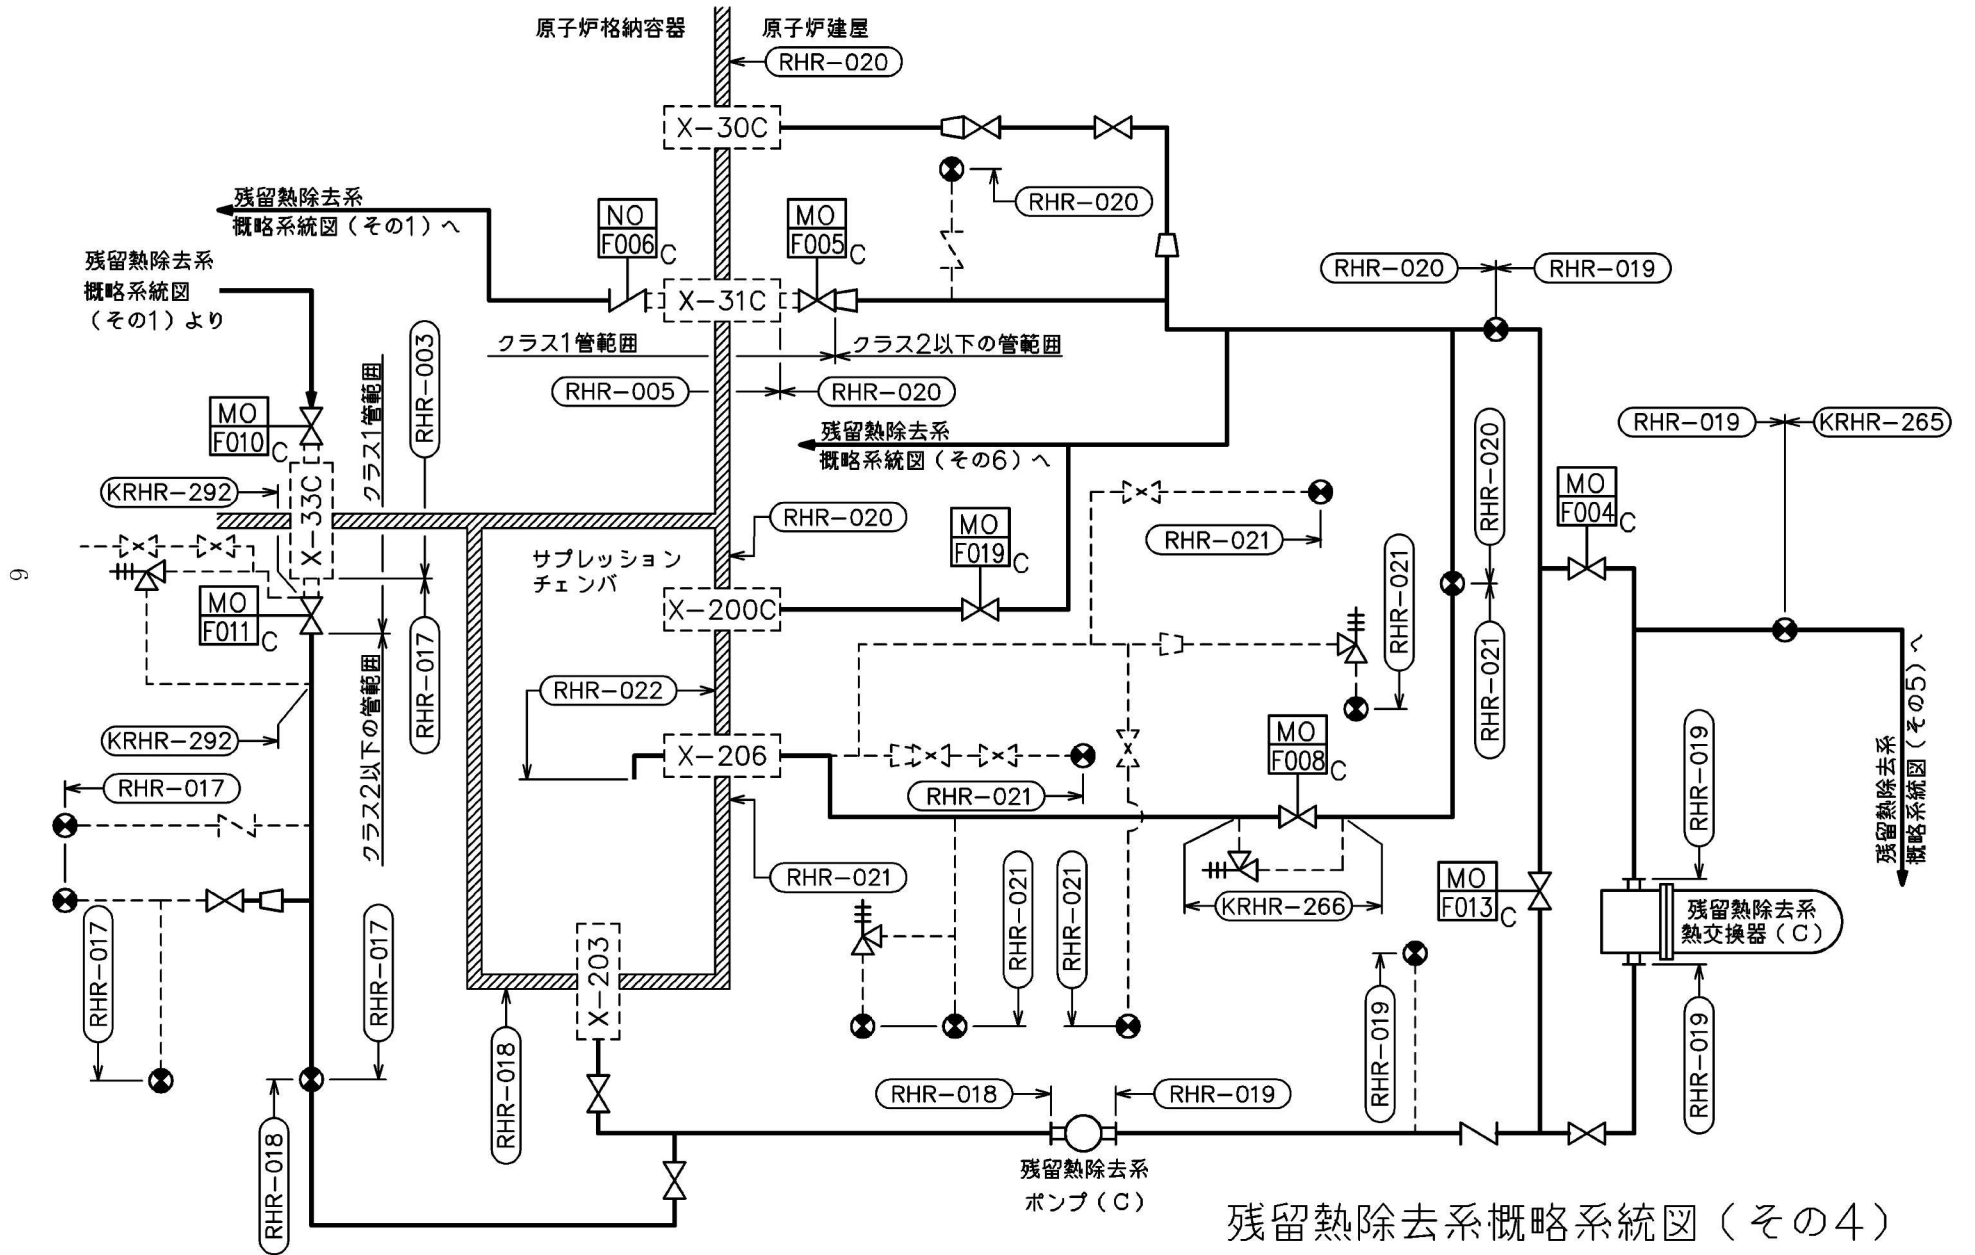 原子炉格納容器
原子炉建屋
RHR-020
X-30C
RHR-020
残留熱除去系
概略系統図(その1)へ
NO
F006
C
MO
F005
C
残留熱除去系
概略系統図
(その1)より
X-31C
RHR-020
RHR-019
クラス1管範囲
クラス2以下の管範囲
RHR-005
RHR-020
RHR-003
クラス1管範囲
MO
F010
C
残留熱除去系
概略系統図(その6)へ
RHR-019
KRHR-265
RHR-020
KRHR-292
X-33C
RHR-020
MO
F019
C
RHR-021
MO
F004
C
サプレッション
チェンバ
RHR-021
6
MO
F011
C
X-200C
RHR-017
RHR-021
クラス2以下の管範囲
RHR-022
KRHR-292
X-206
MO
F008
C
残留熱除去系
概略系統図(その5)へ
RHR-019
RHR-017
RHR-021
RHR-021
RHR-021
RHR-021
KRHR-266
MO
F013
C
残留熱除去系
熱交換器(C)
RHR-017
RHR-017
X-203
RHR-019
RHR-019
RHR-018
RHR-018
RHR-018
RHR-019
残留熱除去系
ポンプ(C)
残留熱除去系概略系統図(その4)